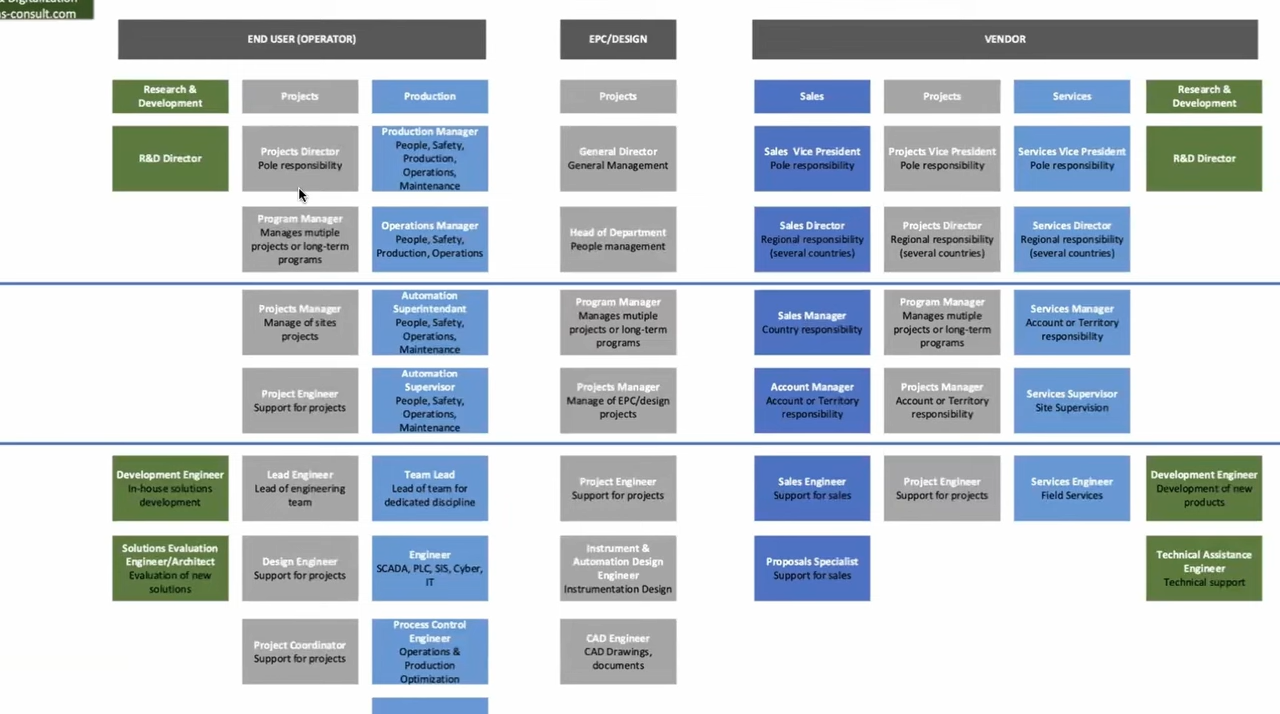 s-consult.com
END USER (OPERATOR)
EPC/DESIGN
VENDOR
Research &
Development
Projects
Production
Projects
Sales
Projects
Services
Research &
Development
R&D Director
Projects Director
Pole responsibility
Production Manager
People, Safety,
Production,
Operations,
Maintenance
General Director
General Management
Sales Vice President
Pole responsibility
Projects Vice President
Pole responsibility
Services Vice President
Pole responsibility
R&D Director
Program Manager
Manages mutiple
projects or long-term
programs
Operations Manager
People, Safety,
Production, Operations
Head of Department
People management
Sales Director
Regional responsibility
(several countries)
Projects Director
Regional responsibility
(several countries)
Services Director
Regional responsibility
(several countries)
Projects Manager
Manage of sites
projects
Automation
Superintendant
People, Safety,
Operations,
Maintenance
Program Manager
Manages mutiple
projects or long-term
programs
Sales Manager
Country responsibility
Program Manager
Manages mutiple
projects or long-term
programs
Services Manager
Account or Territory
responsibility
Project Engineer
Support for projects
Automation
Supervisor
People, Safety,
Operations,
Maintenance
Projects Manager
Manage of EPC/design
projects
Account Manager
Account or Territory
responsibility
Projects Manager
Account or Territory
responsibility
Services Supervisor
Site Supervision
Development Engineer
In-house solutions
development
Lead Engineer
Lead of engineering
team
Team Lead
Lead of team for
dedicated discipline
Project Engineer
Support for projects
Sales Engineer
Support for sales
Project Engineer
Support for projects
Services Engineer
Field Services
Development Engineer
Development of new
products
Solutions Evaluation
Engineer/Architect
Evaluation of new
solutions
Design Engineer
Support for projects
Engineer
SCADA, PLC, SIS, Cyber,
IT
Instrument &
Automation Design
Engineer
Instrumentation Design
Proposals Specialist
Support for sales
Technical Assistance
Engineer
Technical support
Project Coordinator
Support for projects
Process Control
Engineer
Operations &
Production
Optimization
CAD Engineer
CAD Drawings,
documents